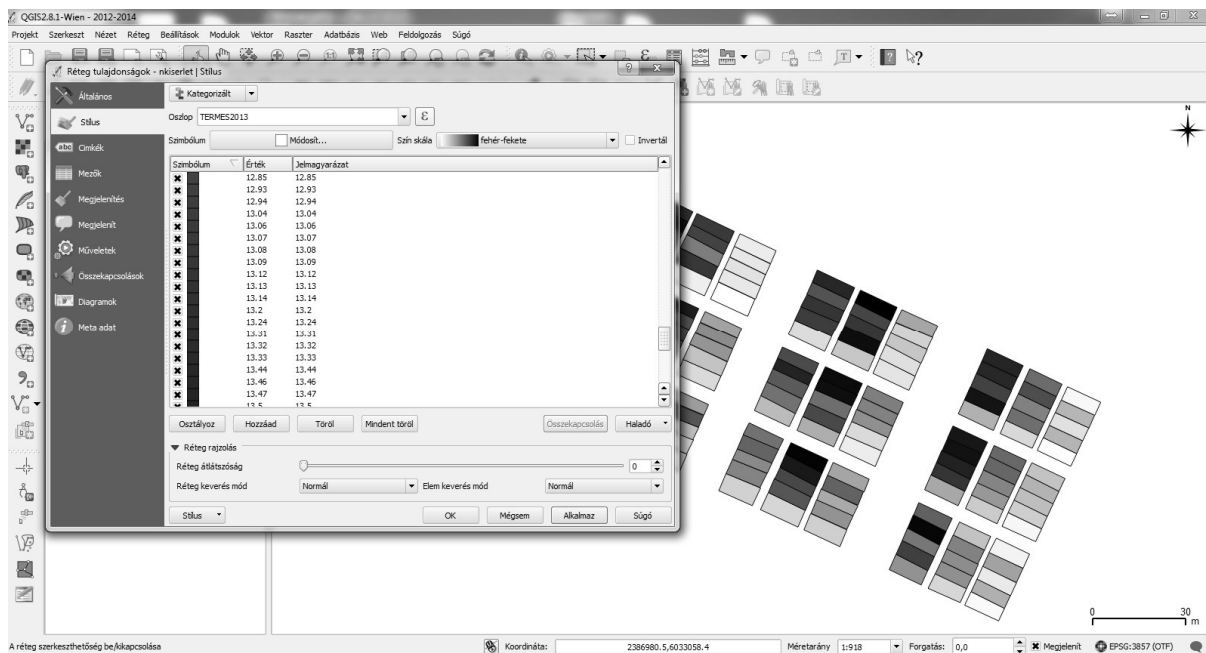 QGIS2.8.1-Wien - 2012-2014
Projekt Szerkeszt Nézet Réteg Beállítások Modulok Vektor Raszter Adatbázis Web Feldolgozás Súgó
Réteg tulajdonságok - nkiserlet | Stílus
Általános
Stílus
Cimkék
Mezők
Megjelenítés
Megjelenít
Műveletek
Összekapcsolások
Diagramok
Meta adat
Kategorizált
Oszlop TERMES2013 ε
Szimbólum Módosít... Szín skála fehér-fekete Invertál
Szimbólum Érték Jelmagyarázat
12.85 12.85
12.93 12.93
12.94 12.94
13.04 13.04
13.06 13.06
13.07 13.07
13.08 13.08
13.09 13.09
13.12 13.12
13.13 13.13
13.14 13.14
13.2 13.2
13.24 13.24
13.31 13.31
13.32 13.32
13.33 13.33
13.44 13.44
13.46 13.46
13.47 13.47
13.5 13.5
Osztályoz Hozzáad Töröl Mindent töröl Összekapcsolás Haladó
Réteg rajzolás
Réteg átlátszóság 0
Réteg keverés mód Normál Elem keverés mód Normál
Stílus OK Mégsem Alkalmaz Súgó
N
0 30
m
A réteg szerkeszthetőség be/kikapcsolása Koordináta: 2386980.5,6033058.4 Méretarány 1:918 Forgatás: 0,0 Megjelenít EPSG:3857 (OTF)